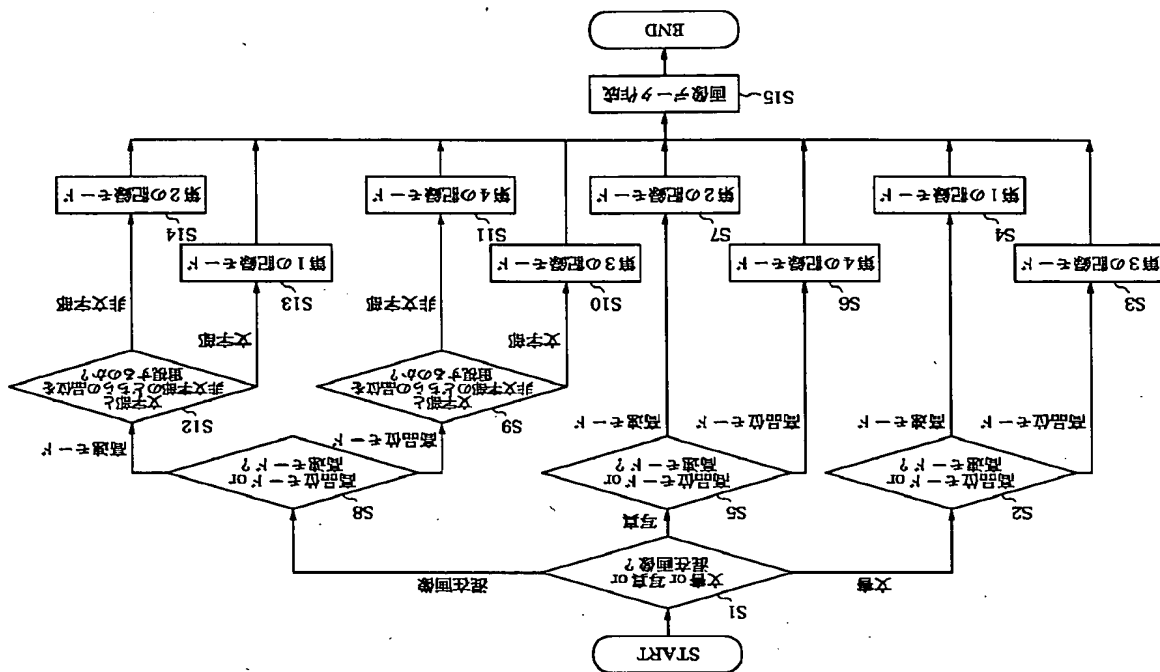 START
S1
文書 or 写真 or
混在画像？
文書
写真
混在画像
S2
高品位モード or
高速モード？
S5
高品位モード or
高速モード？
S8
高品位モード or
高速モード？
高品位モード
高速モード
高品位モード
高速モード
高品位モード
高速モード
S9
文字部と
非文字部のどちらの品位を
重視するのか？
S12
文字部と
非文字部のどちらの品位を
重視するのか？
文字部
非文字部
文字部
非文字部
S3
第3の記録モード
S6
第4の記録モード
S10
第3の記録モード
S13
第1の記録モード
S4
第1の記録モード
S7
第2の記録モード
S11
第4の記録モード
S14
第2の記録モード
S15
画像データ作成
END